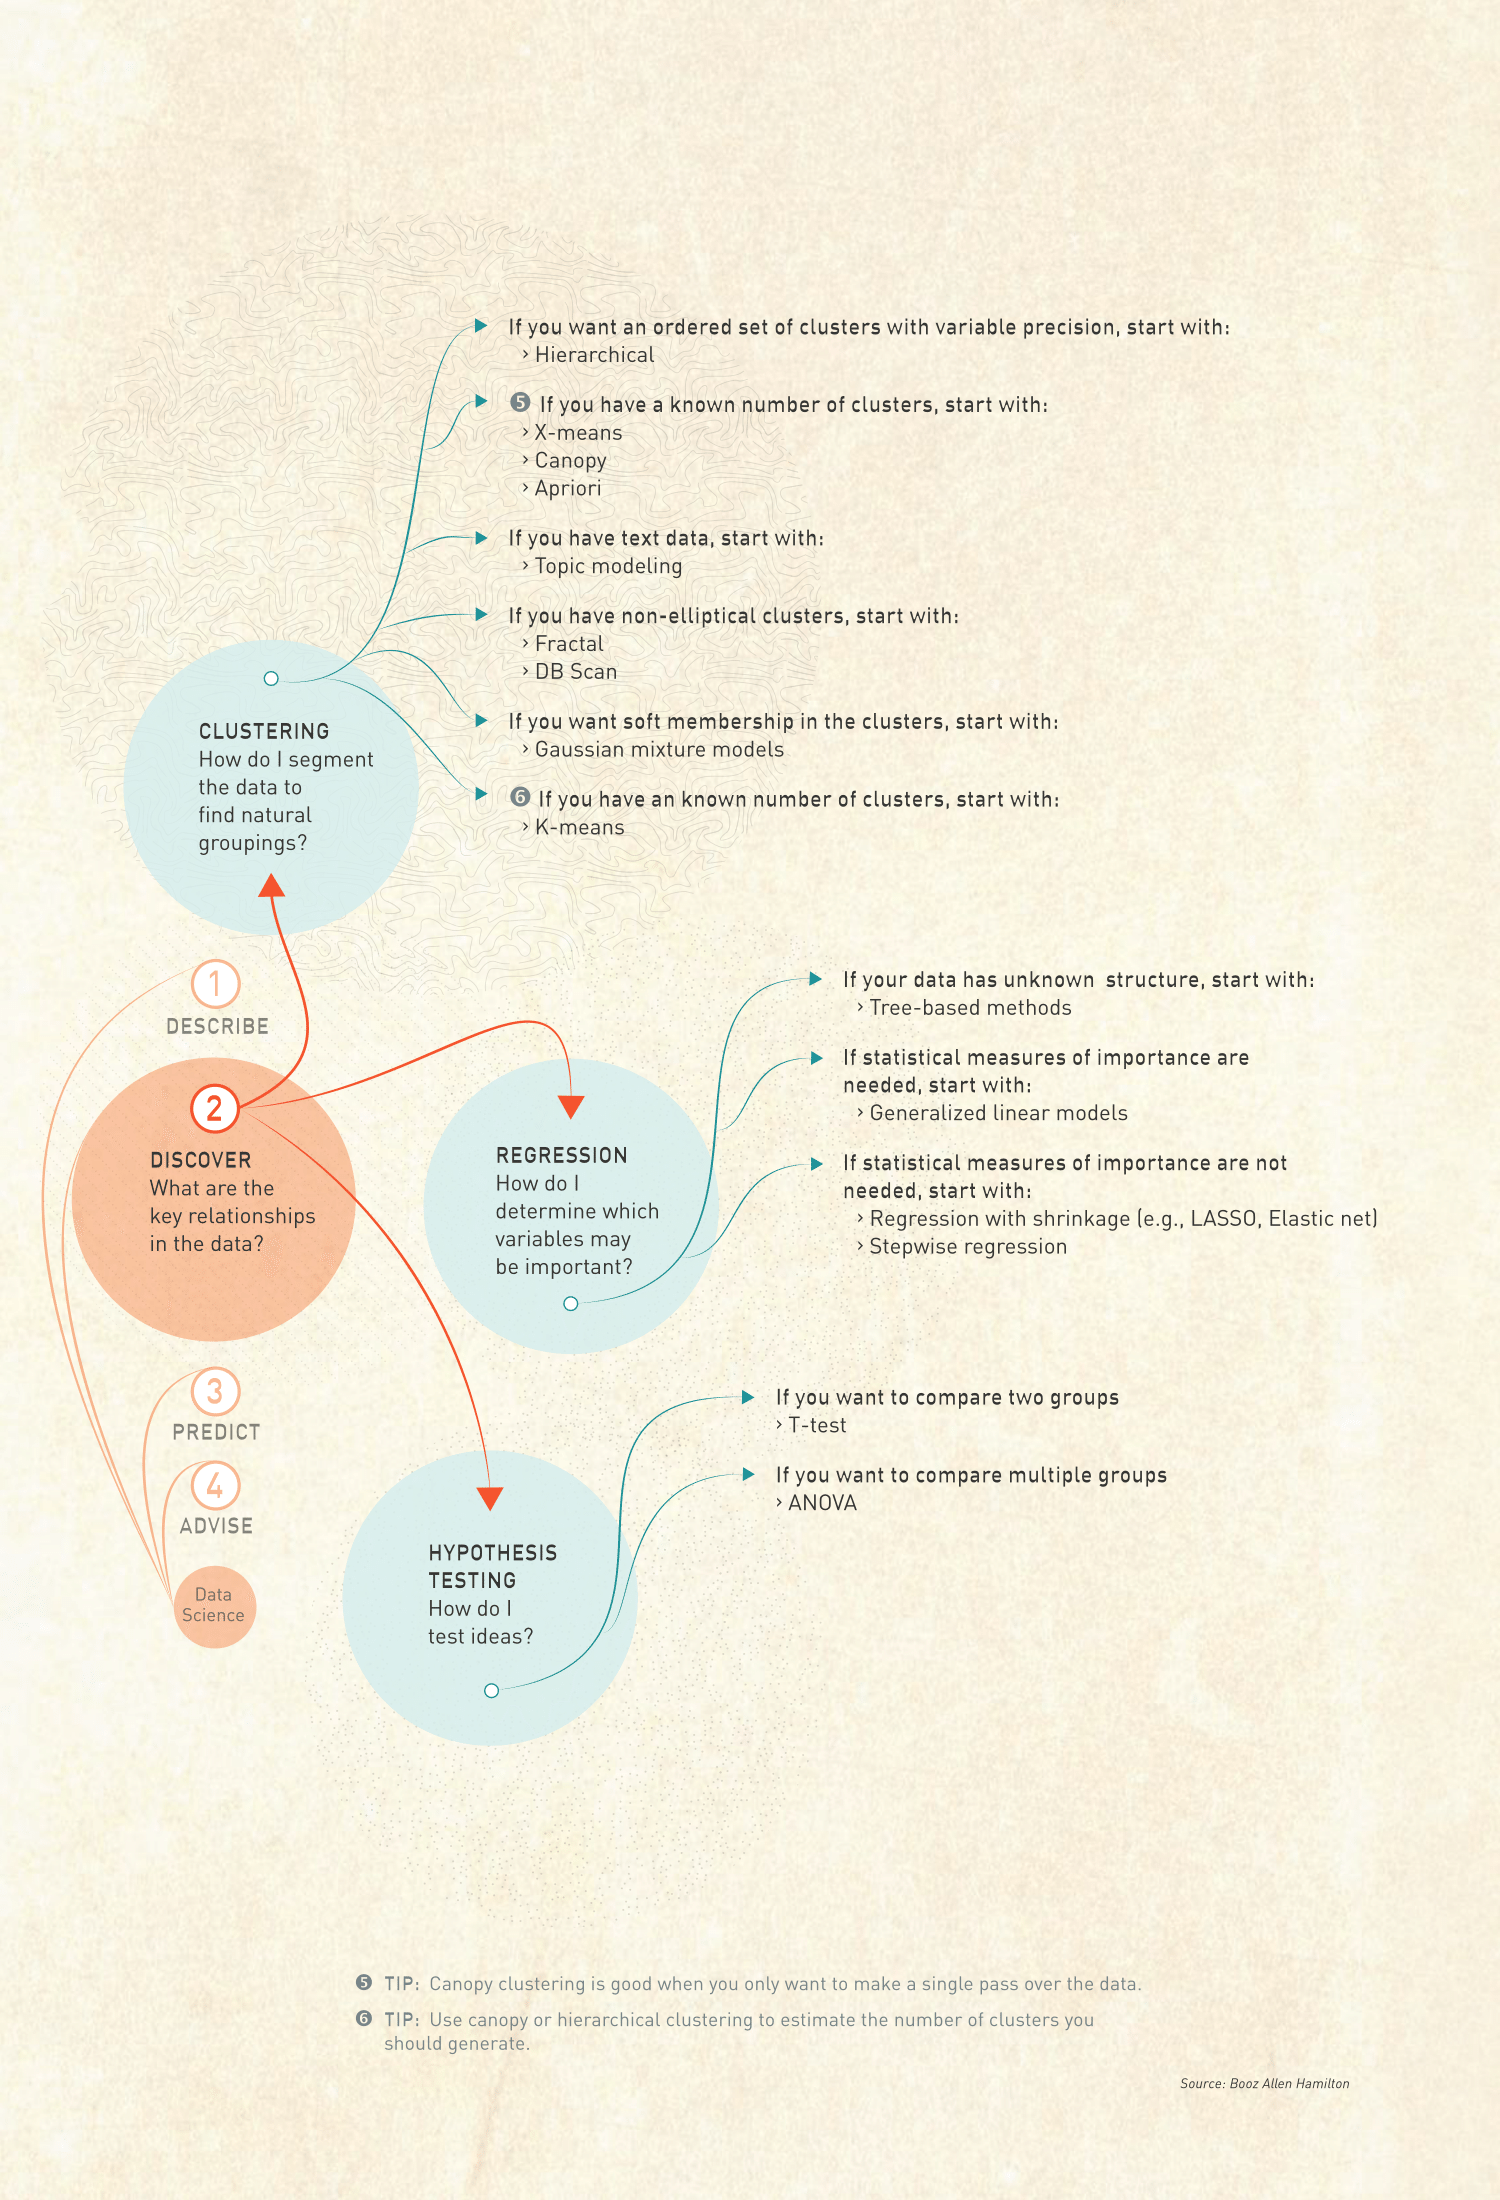 If you want an ordered set of clusters with variable precision, start with:
› Hierarchical
5 If you have a known number of clusters, start with:
› X-means
› Canopy
› Apriori
If you have text data, start with:
› Topic modeling
If you have non-elliptical clusters, start with:
› Fractal
› DB Scan
If you want soft membership in the clusters, start with:
› Gaussian mixture models
6 If you have an known number of clusters, start with:
› K-means
CLUSTERING
How do I segment
the data to
find natural
groupings?
1
DESCRIBE
2
DISCOVER
What are the
key relationships
in the data?
3
PREDICT
4
ADVISE
Data
Science
REGRESSION
How do I
determine which
variables may
be important?
If your data has unknown structure, start with:
› Tree-based methods
If statistical measures of importance are
needed, start with:
› Generalized linear models
If statistical measures of importance are not
needed, start with:
› Regression with shrinkage (e.g., LASSO, Elastic net)
› Stepwise regression
HYPOTHESIS
TESTING
How do I
test ideas?
If you want to compare two groups
› T-test
If you want to compare multiple groups
› ANOVA
5 TIP: Canopy clustering is good when you only want to make a single pass over the data.
6 TIP: Use canopy or hierarchical clustering to estimate the number of clusters you
should generate.
Source: Booz Allen Hamilton